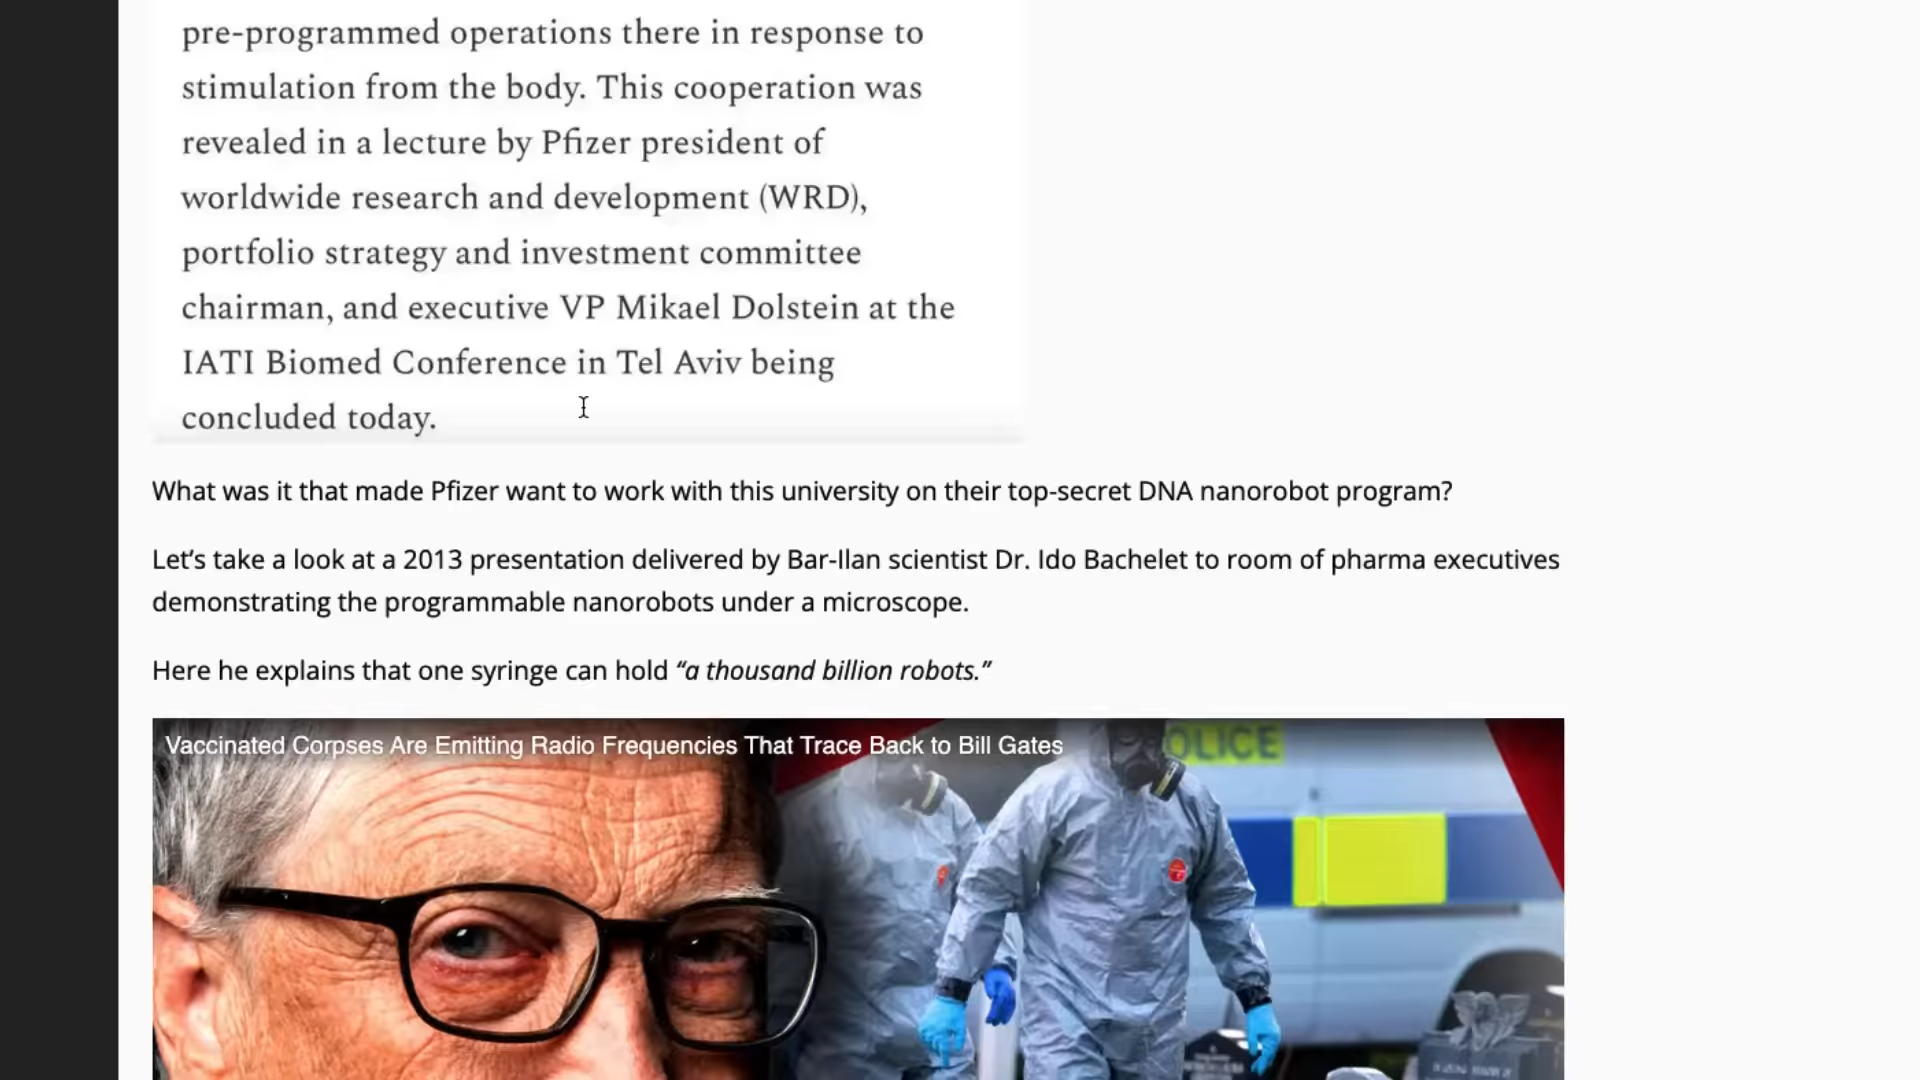 pre-programmed operations there in response to
stimulation from the body. This cooperation was
revealed in a lecture by Pfizer president of
worldwide research and development (WRD),
portfolio strategy and investment committee
chairman, and executive VP Mikael Dolstein at the
IATI Biomed Conference in Tel Aviv being
concluded today.
What was it that made Pfizer want to work with this university on their top-secret DNA nanorobot program?
Let’s take a look at a 2013 presentation delivered by Bar-Ilan scientist Dr. Ido Bachelet to room of pharma executives
demonstrating the programmable nanorobots under a microscope.
Here he explains that one syringe can hold “a thousand billion robots.”
Vaccinated Corpses Are Emitting Radio Frequencies That Trace Back to Bill Gates
OLICE